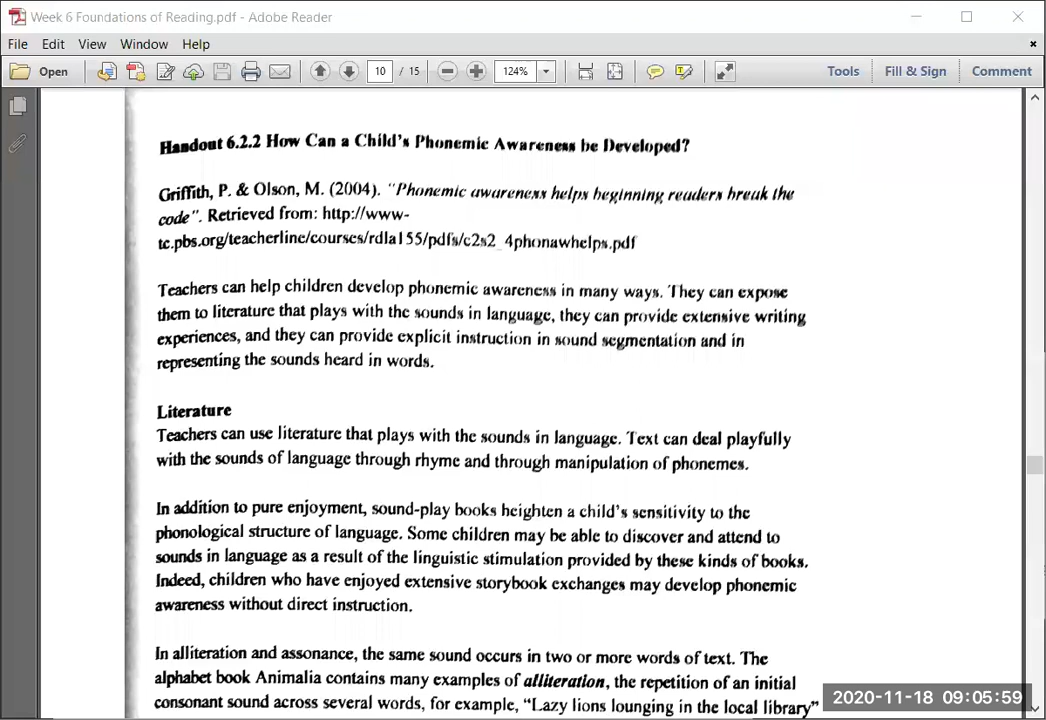 Week 6 Foundations of Reading.pdf - Adobe Reader
File Edit View Window Help
Open 10 / 15 124% Tools Fill & Sign Comment
Handout 6.2.2 How Can a Child's Phonemic Awareness be Developed?
Griffith, P. & Olson, M. (2004). "Phonemic awareness helps beginning readers break the
code". Retrieved from: http://www-
tc.pbs.org/teacherline/courses/rdla155/pdfs/c2s2_4phonawhelps.pdf
Teachers can help children develop phonemic awareness in many ways. They can expose
them to literature that plays with the sounds in language, they can provide extensive writing
experiences, and they can provide explicit instruction in sound segmentation and in
representing the sounds heard in words.
Literature
Teachers can use literature that plays with the sounds in language. Text can deal playfully
with the sounds of language through rhyme and through manipulation of phonemes.
In addition to pure enjoyment, sound-play books heighten a child's sensitivity to the
phonological structure of language. Some children may be able to discover and attend to
sounds in language as a result of the linguistic stimulation provided by these kinds of books.
Indeed, children who have enjoyed extensive storybook exchanges may develop phonemic
awareness without direct instruction.
In alliteration and assonance, the same sound occurs in two or more words of text. The
alphabet book Animalia contains many examples of alliteration, the repetition of an initial
consonant sound across several words, for example, "Lazy lions lounging in the local library"
2020-11-18 09:05:59